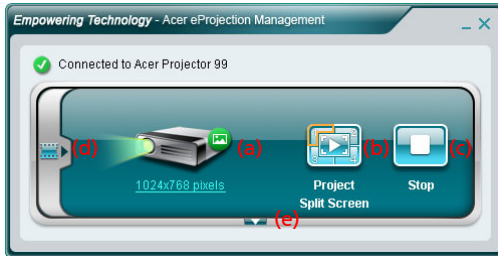 Empowering Technology - Acer eProjection Management
Connected to Acer Projector 99
(d)
(a)
(b)
(c)
1024x768 pixels
Project
Split Screen
Stop
(e)